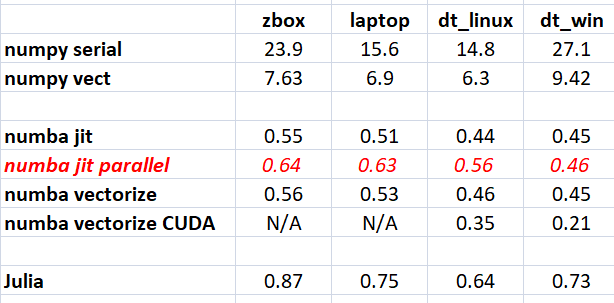 zbox laptop dt_linux dt_win
numpy serial 23.9 15.6 14.8 27.1
numpy vect 7.63 6.9 6.3 9.42
numba jit 0.55 0.51 0.44 0.45
numba jit parallel 0.64 0.63 0.56 0.46
numba vectorize 0.56 0.53 0.46 0.45
numba vectorize CUDA N/A N/A 0.35 0.21
Julia 0.87 0.75 0.64 0.73